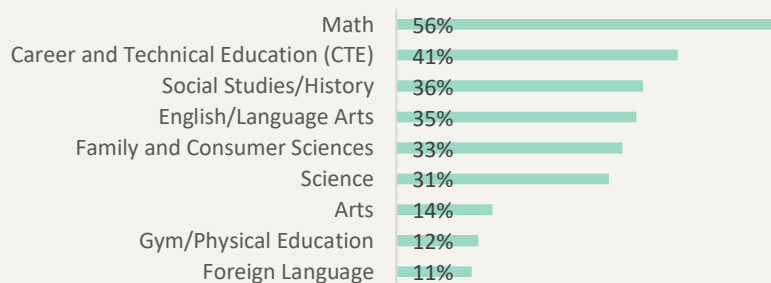 Math 56%
Career and Technical Education (CTE) 41%
Social Studies/History 36%
English/Language Arts 35%
Family and Consumer Sciences 33%
Science 31%
Arts 14%
Gym/Physical Education 12%
Foreign Language 11%